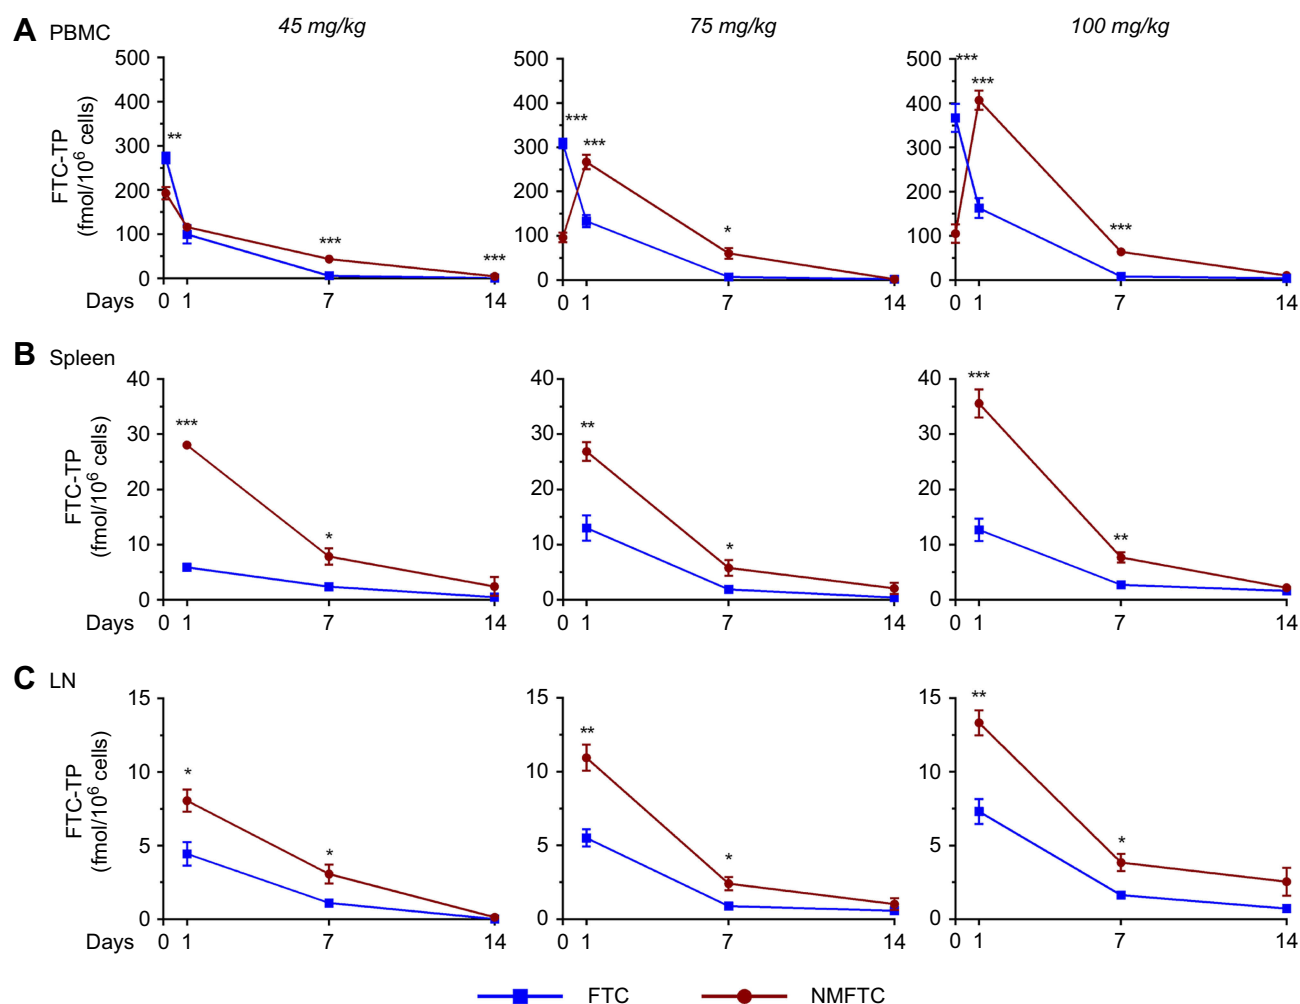 A PBMC 45 mg/kg 75 mg/kg 100 mg/kg
FTC-TP
(fmol/10⁶ cells)
500 500 500
400 400 400
300 300 300
200 200 200
100 100 100
0 0 0
** *** *** *** *** * *** *** ***
Days 0 1 7 14 0 1 7 14 0 1 7 14
B Spleen
FTC-TP
(fmol/10⁶ cells)
40 40 40
30 30 30
20 20 20
10 10 10
0 0 0
*** * ** * *** **
Days 0 1 7 14 0 1 7 14 0 1 7 14
C LN
FTC-TP
(fmol/10⁶ cells)
15 15 15
10 10 10
5 5 5
0 0 0
* * ** * ** *
Days 0 1 7 14 0 1 7 14 0 1 7 14
FTC NMFTC